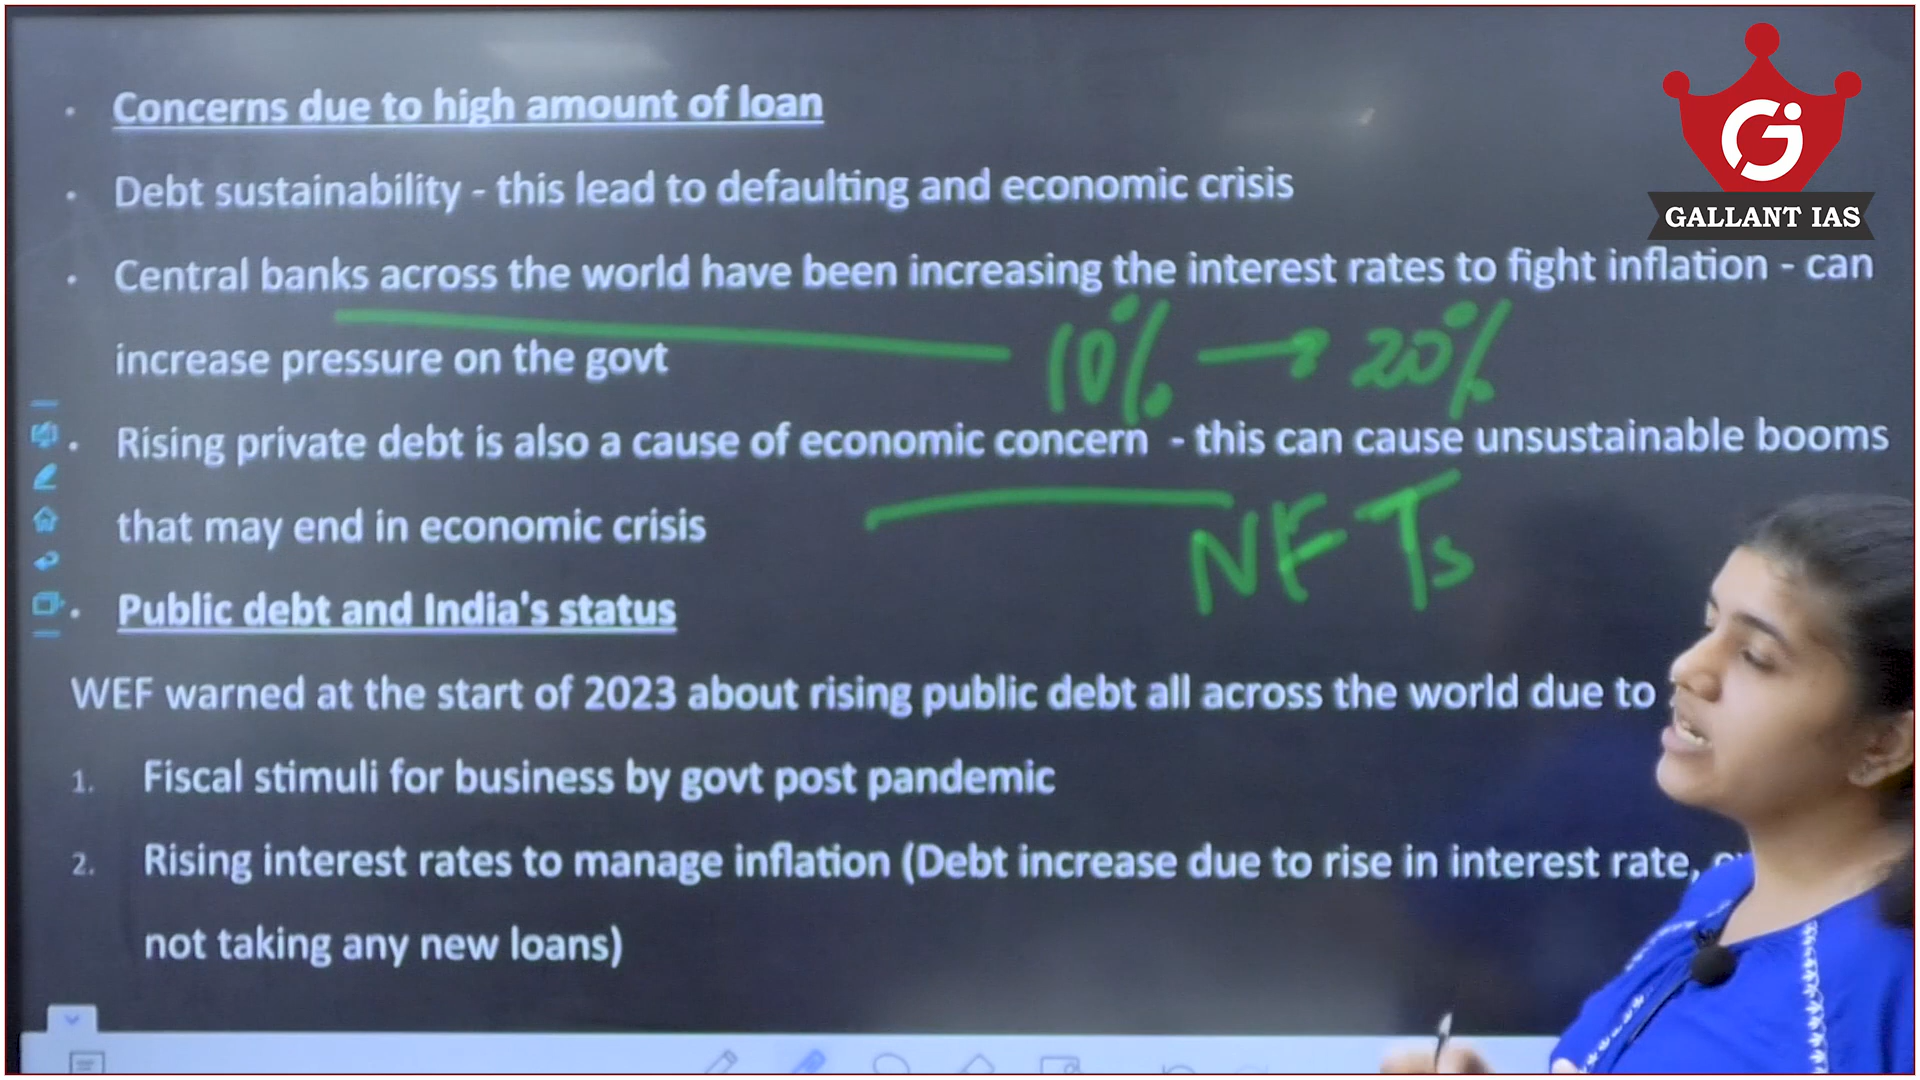 Concerns due to high amount of loan
GALLANT IAS
Debt sustainability - this lead to defaulting and economic crisis
Central banks across the world have been increasing the interest rates to fight inflation - can
increase pressure on the govt
10% → 20%
Rising private debt is also a cause of economic concern - this can cause unsustainable booms
that may end in economic crisis
NFTs
Public debt and India's status
WEF warned at the start of 2023 about rising public debt all across the world due to
1. Fiscal stimuli for business by govt post pandemic
2. Rising interest rates to manage inflation (Debt increase due to rise in interest rate,
not taking any new loans)